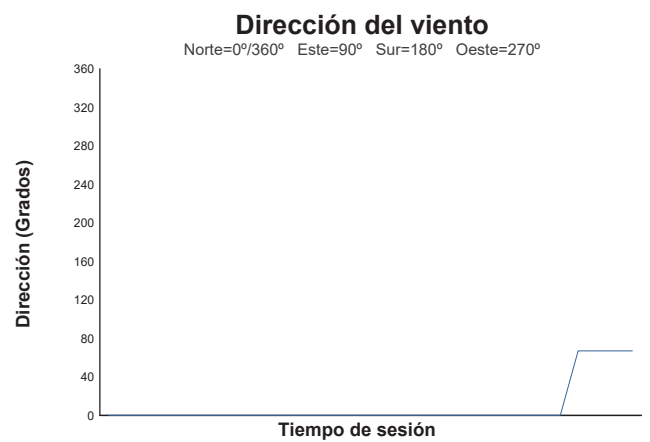 Dirección del viento
Norte=0º/360º Este=90º Sur=180º Oeste=270º
Dirección (Grados)
360
320
280
240
200
160
120
80
40
0
Tiempo de sesión